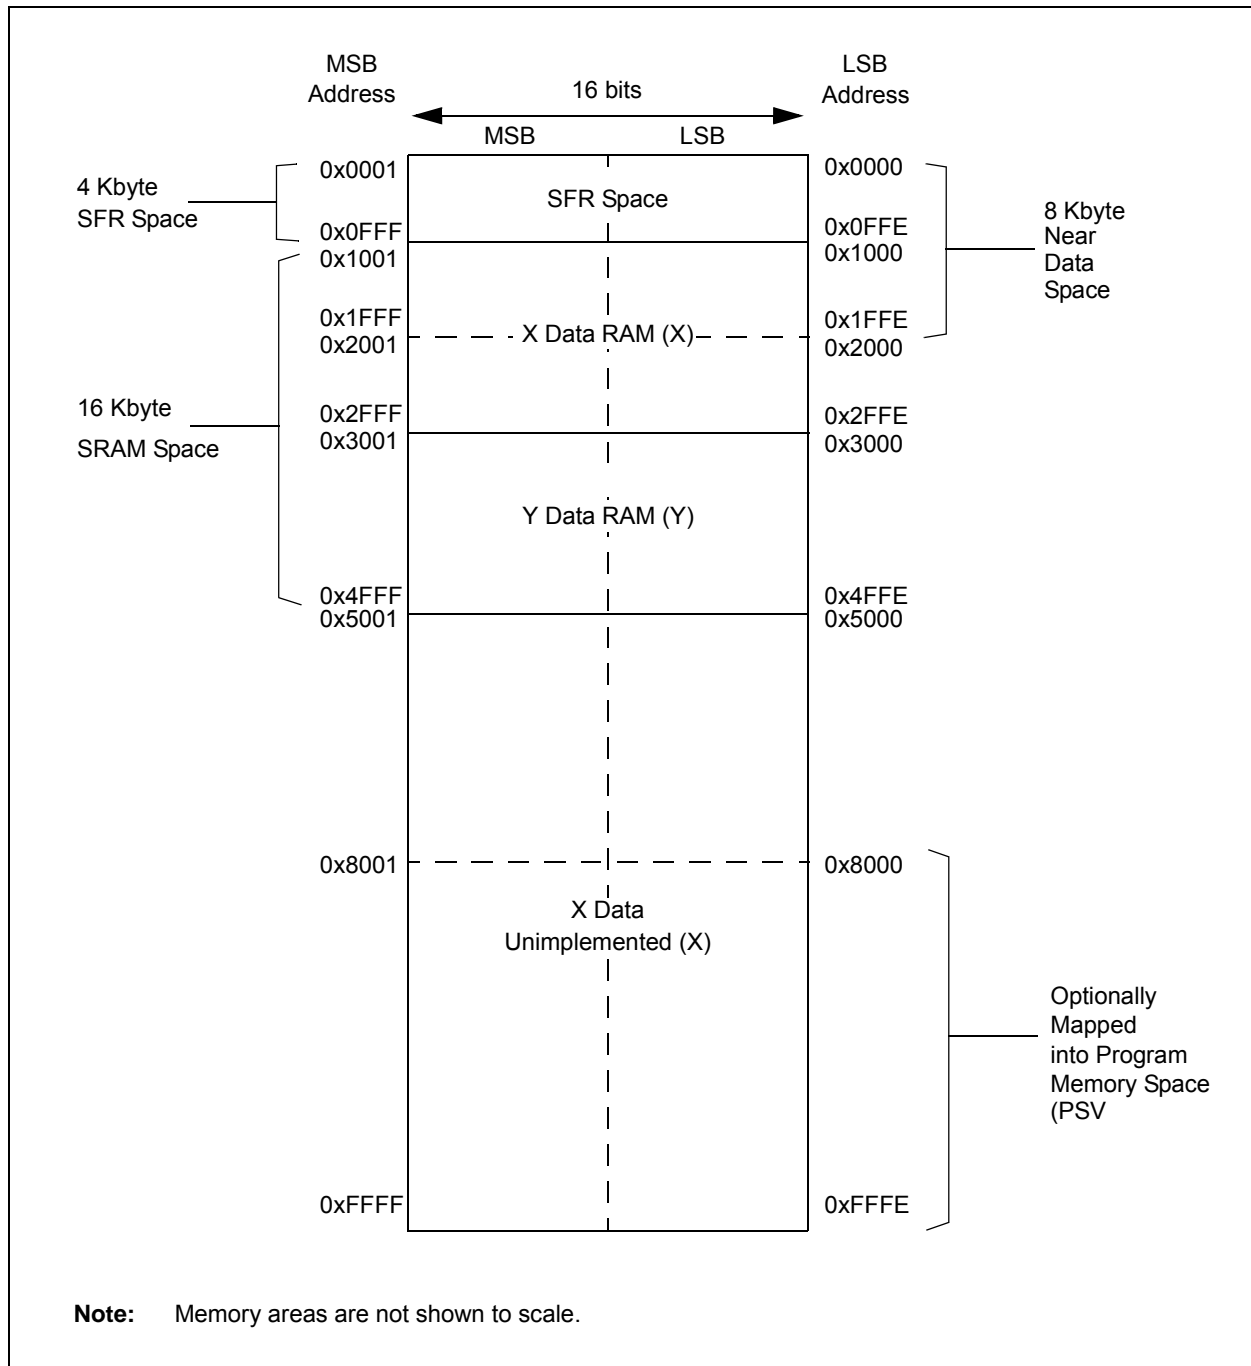 MSB
Address
LSB
Address
16 bits
MSB
LSB
0x0001
0x0000
4 Kbyte
SFR Space
SFR Space
8 Kbyte
Near
Data
Space
0x0FFF
0x0FFE
0x1001
0x1000
0x1FFF
0x1FFE
X Data RAM (X)
0x2001
0x2000
16 Kbyte
SRAM Space
0x2FFF
0x2FFE
0x3001
0x3000
Y Data RAM (Y)
0x4FFF
0x4FFE
0x5001
0x5000
0x8001
0x8000
X Data
Unimplemented (X)
Optionally
Mapped
into Program
Memory Space
(PSV
0xFFFF
0xFFFE
Note: Memory areas are not shown to scale.